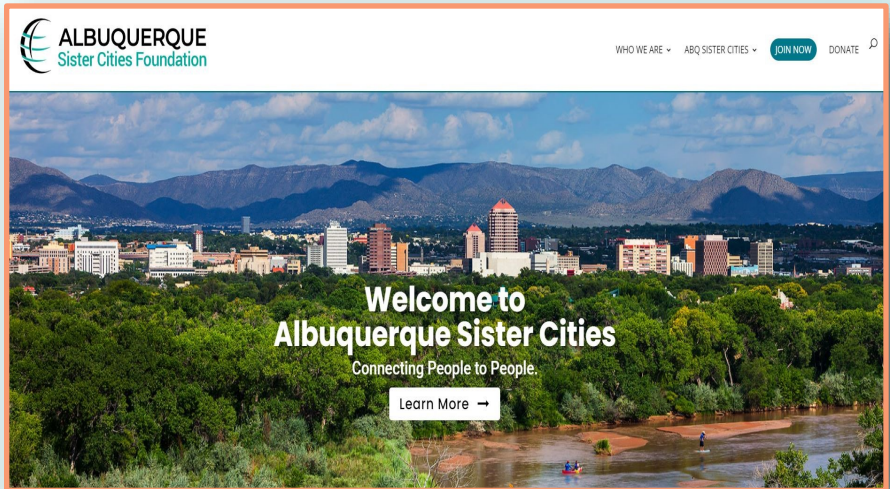 ALBUQUERQUE
Sister Cities Foundation
WHO WE ARE
ABQ SISTER CITIES
JOIN NOW
DONATE
Welcome to
Albuquerque Sister Cities
Connecting People to People.
Learn More →